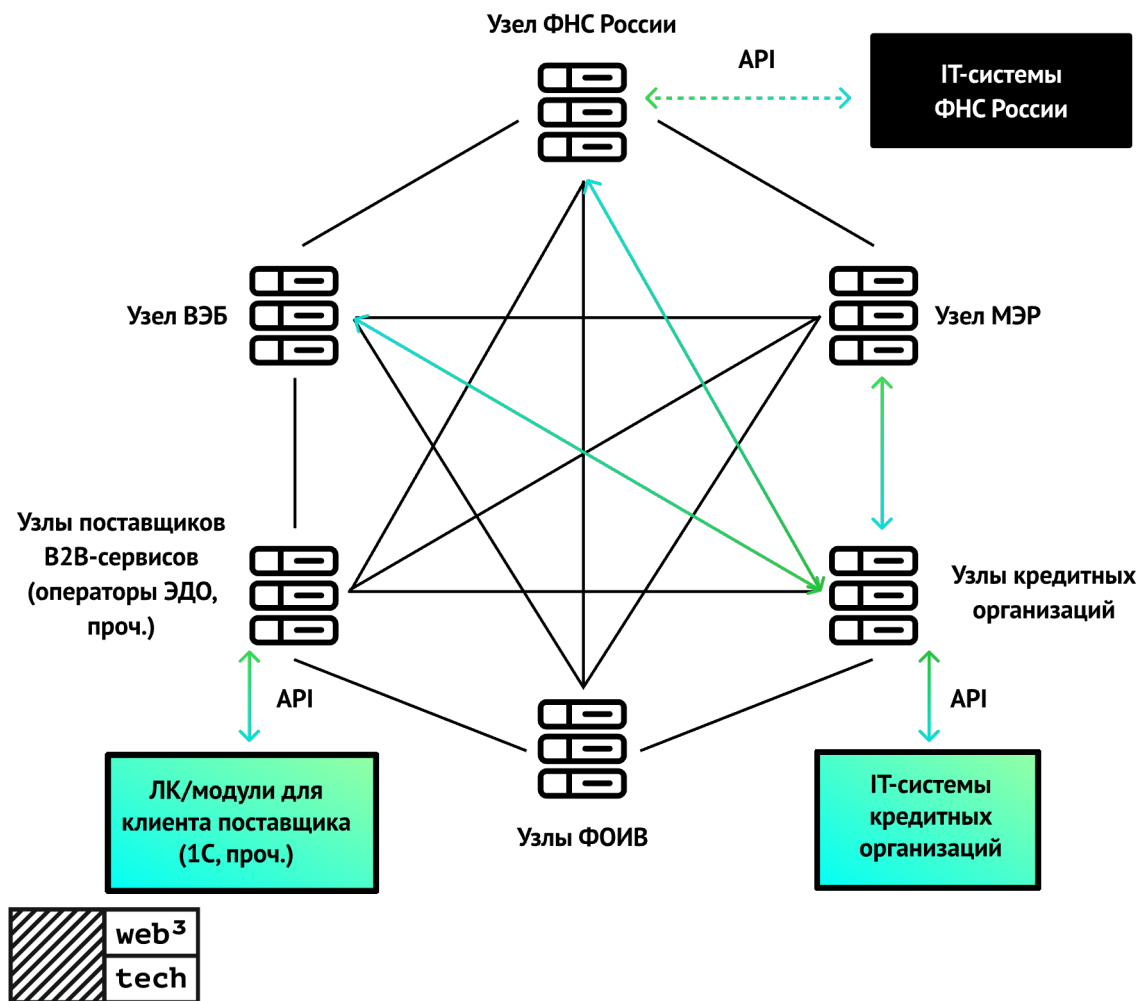 Узел ФНС России
API
IT-системы
ФНС России
Узел ВЭБ
Узел МЭР
Узлы поставщиков
B2B-сервисов
(операторы ЭДО,
проч.)
Узлы кредитных
организаций
API
API
ЛК/модули для
клиента поставщика
(1С, проч.)
Узлы ФОИВ
IT-системы
кредитных
организаций
web³
tech